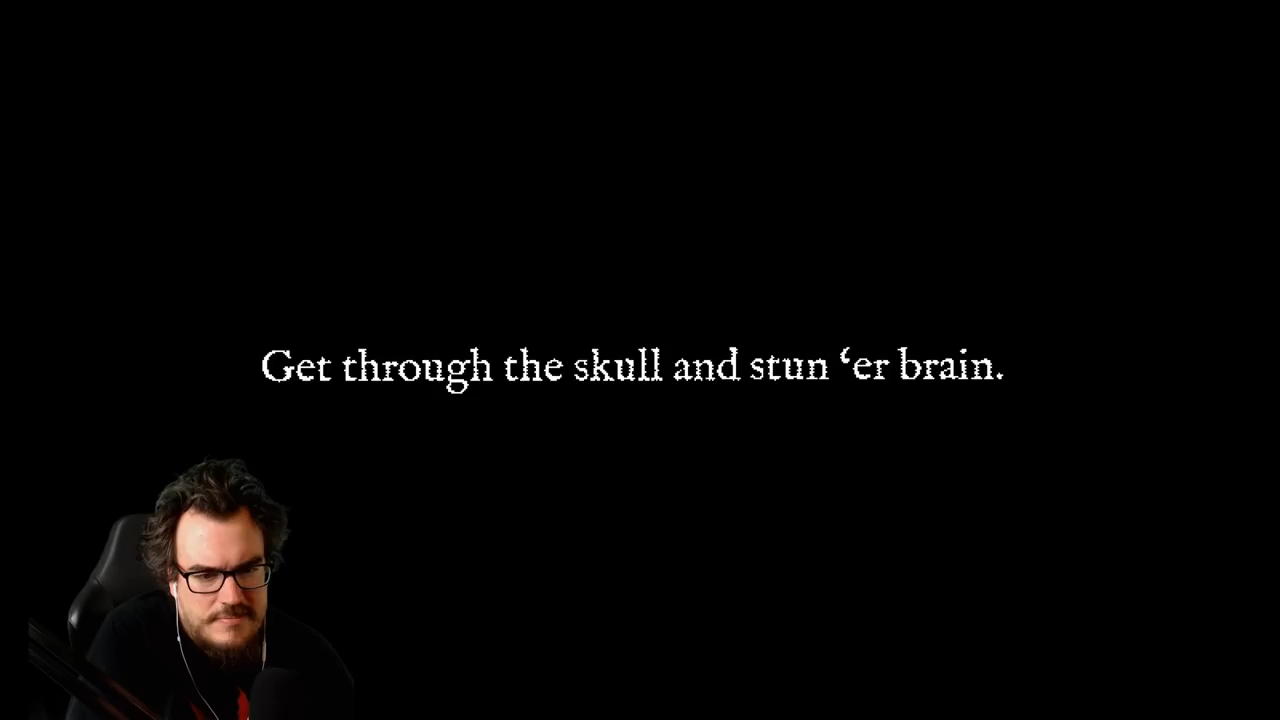 Get through the skull and stun ‘er brain.